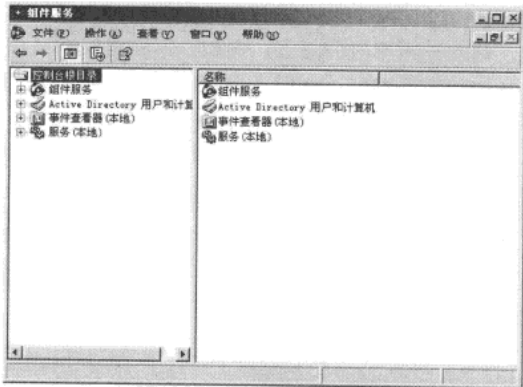 组件服务
文件(F) 操作(A) 查看(V) 窗口(W) 帮助(H)
控制台根目录
组件服务
Active Directory 用户和计算
事件查看器(本地)
服务(本地)
名称
组件服务
Active Directory 用户和计算机
事件查看器(本地)
服务(本地)